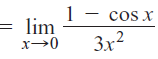 = lim x→0 1 − cos x / 3x²